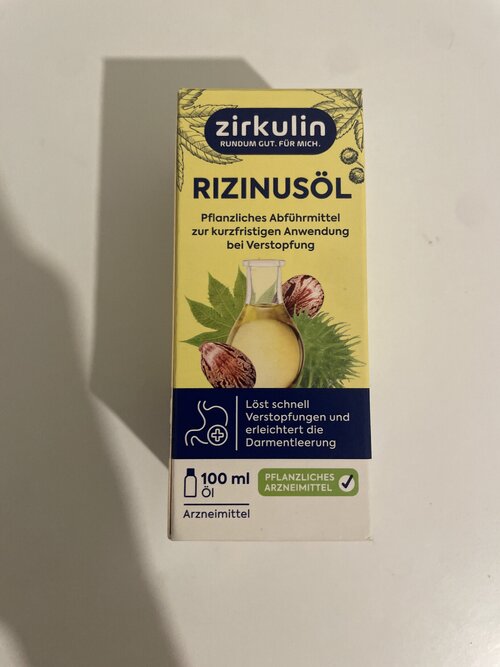 zirkulin
RUNDUM GUT. FÜR MICH.
RIZINUSÖL
Pflanzliches Abführmittel
zur kurzfristigen Anwendung
bei Verstopfung
Löst schnell
Verstopfungen und
erleichtert die
Darmentleerung
100 ml
Öl
PFLANZLICHES
ARZNEIMITTEL
Arzneimittel